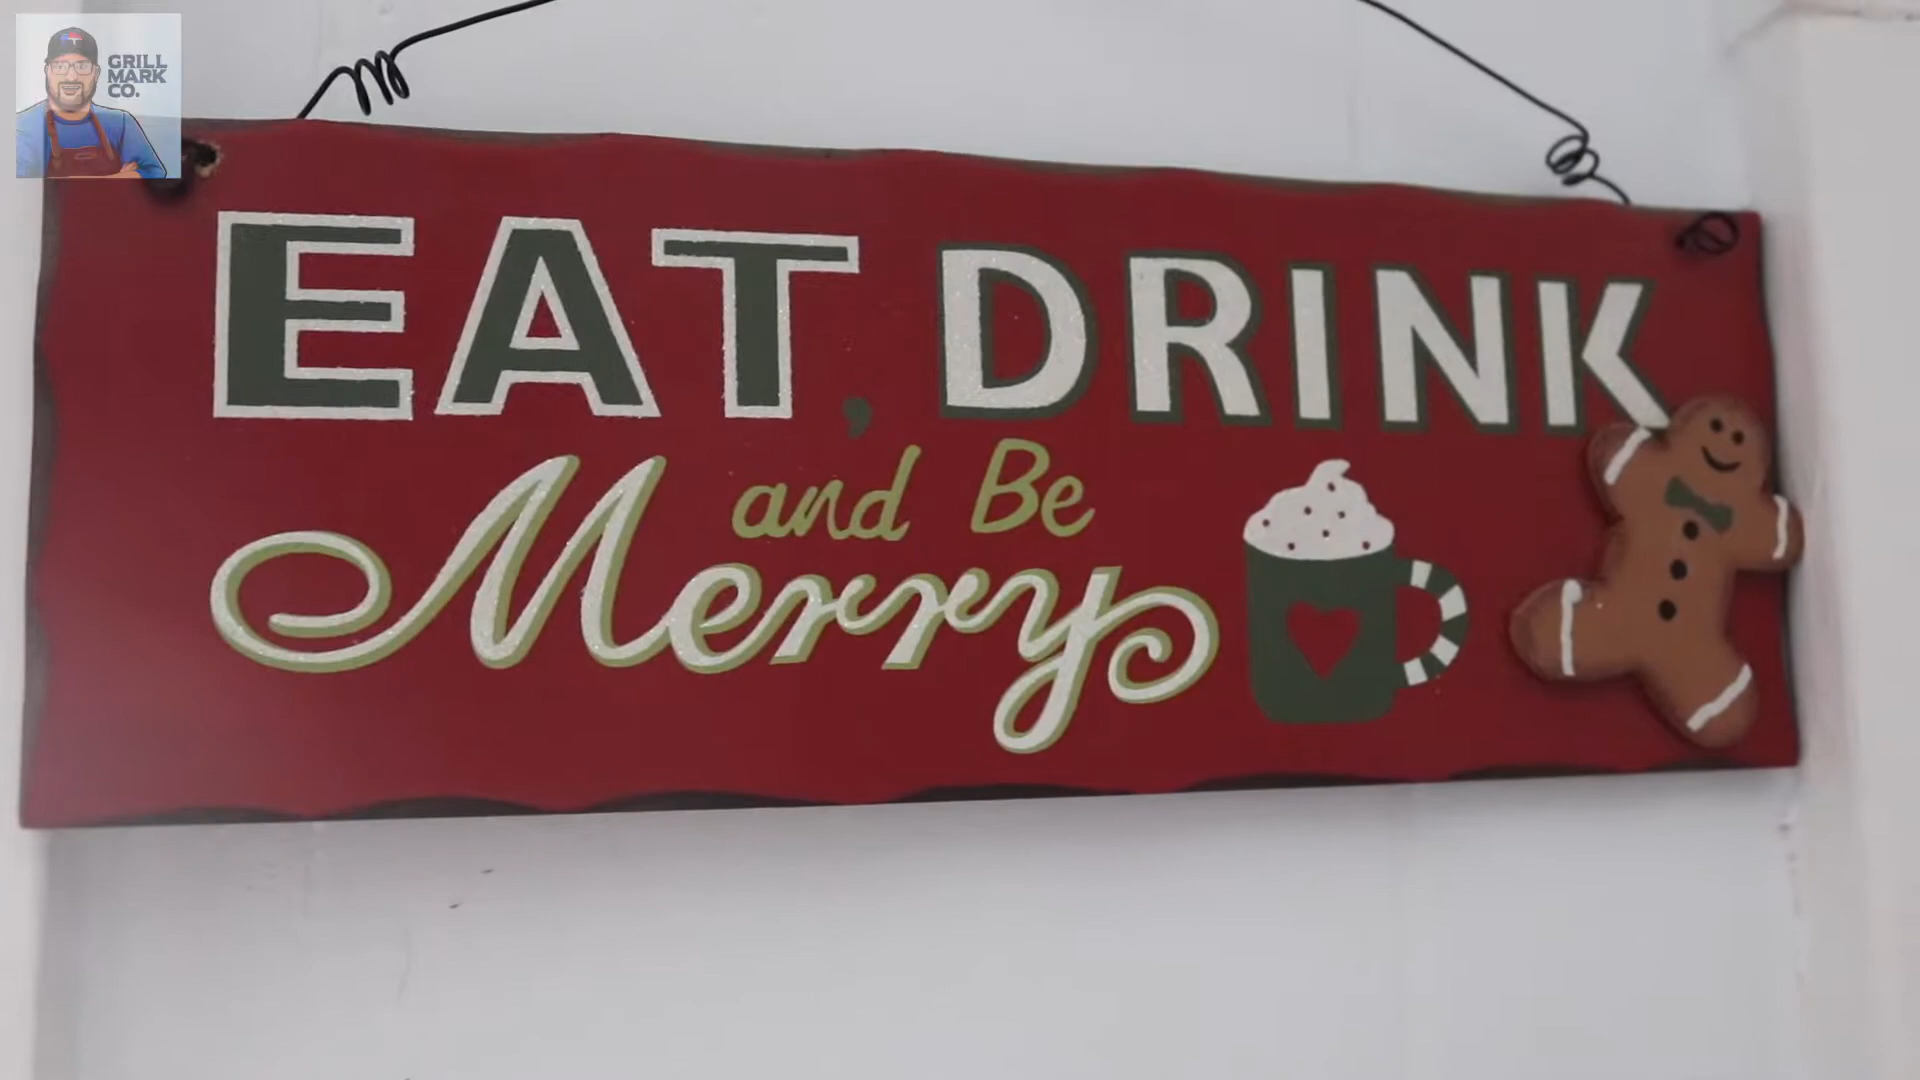 GRILL
MARK
CO.
EAT, DRINK
and Be
Merry